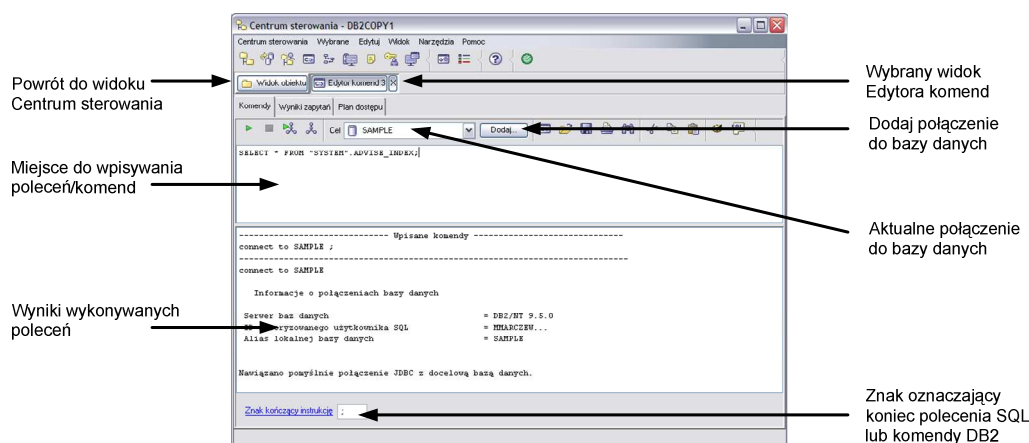 Centrum sterowania - DB2COPY1
Centrum sterowania Wybrane Edytuj Widok Narzędzia Pomoc
Widok obiektu Edytor komend 3
Komendy Wyniki zapytań Plan dostępu
Cel SAMPLE Dodaj...
SELECT * FROM "SYSTEM".ADVISE_INDEX;
Wpisane komendy
connect to SAMPLE ;
connect to SAMPLE
Informacje o połączeniach bazy danych
Serwer baz danych = DB2/NT 9.5.0
użytkownika SQL = MMARCZEW...
Alias lokalnej bazy danych = SAMPLE
Nawiązano pomyślnie połączenie JDBC z docelową bazą danych.
Znak kończący instrukcję ;
Powrót do widoku
Centrum sterowania
Miejsce do wpisywania
poleceń/komend
Wyniki wykonywanych
poleceń
Wybrany widok
Edytora komend
Dodaj połączenie
do bazy danych
Aktualne połączenie
do bazy danych
Znak oznaczający
koniec polecenia SQL
lub komendy DB2